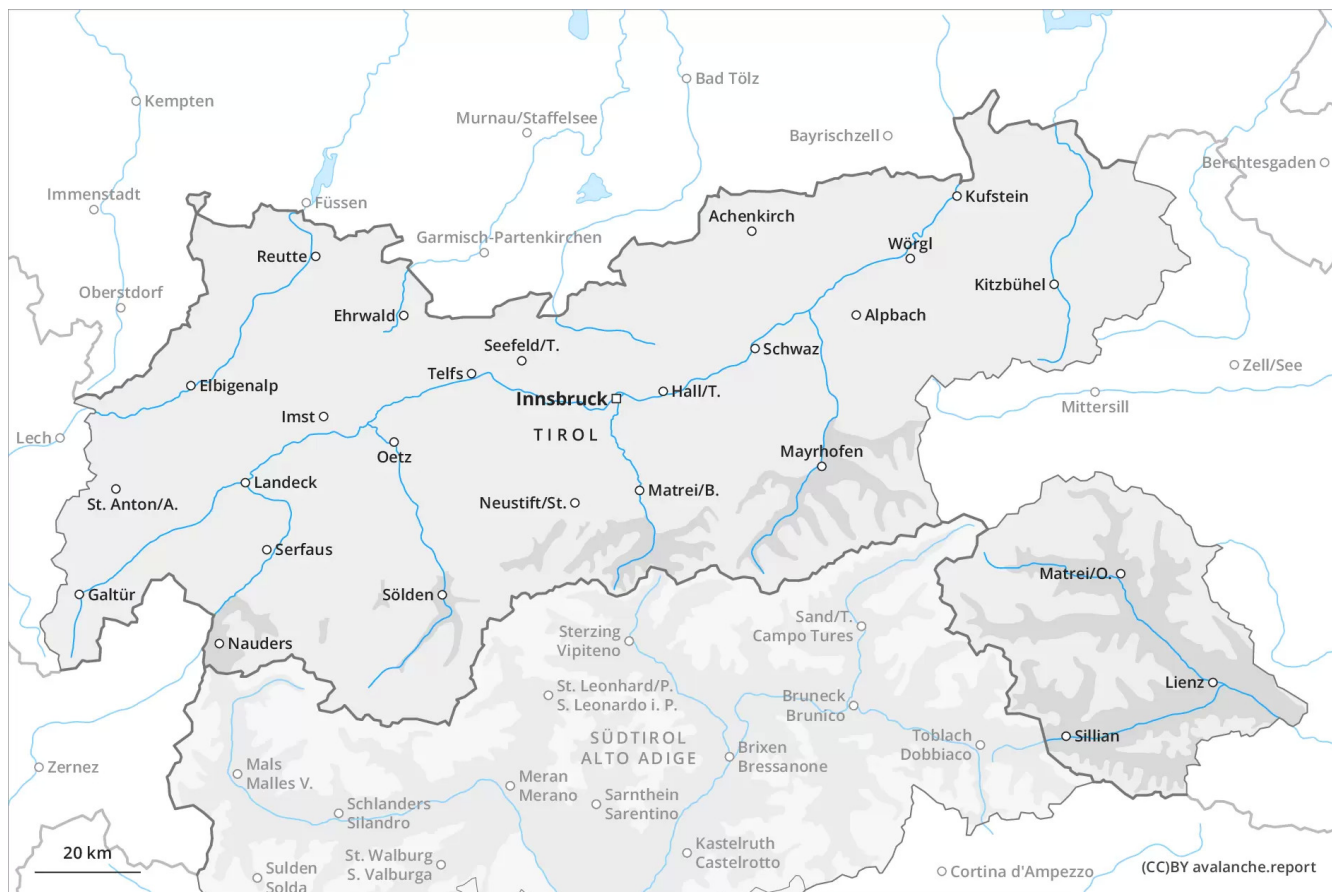 Kempten
Bad Tölz
Murnau/Staffelsee
Bayrischzell
Berchtesgaden
Immenstadt
Füssen
Kufstein
Achenkirch
Garmisch-Partenkirchen
Wörgl
Reutte
Kitzbühel
Oberstdorf
Ehrwald
Alpbach
Seefeld/T.
Schwaz
Zell/See
Telfs
Elbigenalp
Innsbruck
Hall/T.
Mittersill
Imst
Lech
TIROL
Oetz
Mayrhofen
Landeck
St. Anton/A.
Neustift/St.
Matrei/B.
Serfaus
Matrei/O.
Galtür
Sölden
Sand/T.
Campo Tures
Sterzing
Vipiteno
Nauders
Lienz
St. Leonhard/P.
S. Leonardo i. P.
Bruneck
Brunico
Sillian
SÜDTIROL
ALTO ADIGE
Toblach
Dobbiaco
Brixen
Bressanone
Zernez
Mals
Malles V.
Meran
Merano
Sarnthein
Sarentino
Schlanders
Silandro
Kastelruth
Castelrotto
20 km
St. Walburg
S. Valburga
Sulden
Solda
Cortina d'Ampezzo
(CC)BY avalanche.report